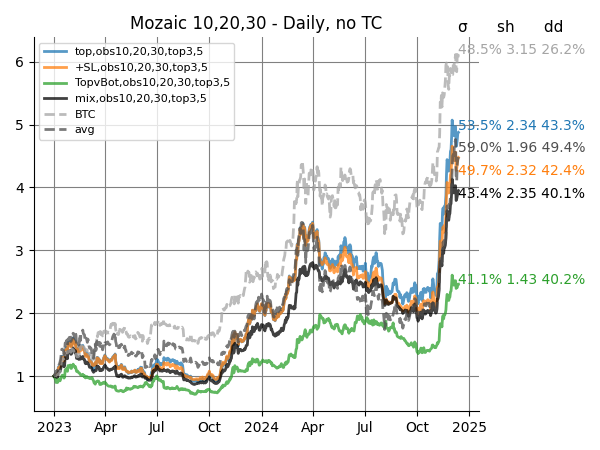 Mozaic 10,20,30 - Daily, no TC
σ sh dd
top,obs10,20,30,top3,5
+SL,obs10,20,30,top3,5
TopvBot,obs10,20,30,top3,5
mix,obs10,20,30,top3,5
BTC
avg
48.5% 3.15 26.2%
53.5% 2.34 43.3%
59.0% 1.96 49.4%
49.7% 2.32 42.4%
43.4% 2.35 40.1%
41.1% 1.43 40.2%
6
5
4
3
2
1
2023 Apr Jul Oct 2024 Apr Jul Oct 2025